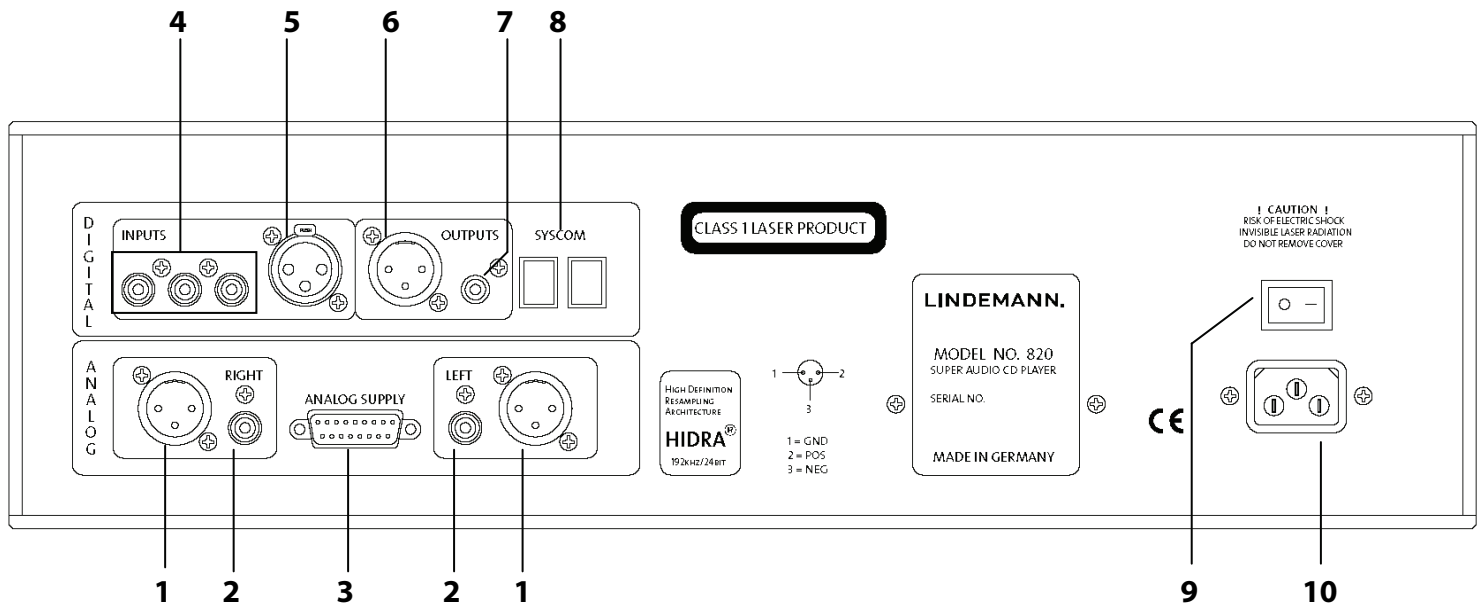 4 5 6 7 8
DIGITAL
INPUTS
PUSH
OUTPUTS
SYSCOM
CLASS 1 LASER PRODUCT
! CAUTION !
RISK OF ELECTRIC SHOCK
INVISIBLE LASER RADIATION
DO NOT REMOVE COVER
ANALOG
RIGHT
ANALOG SUPPLY
LEFT
HIGH DEFINITION
RESAMPLING
ARCHITECTURE
HIDRA®
192KHZ/24BIT
1 2
3
1 = GND
2 = POS
3 = NEG
LINDEMANN.
MODEL NO. 820
SUPER AUDIO CD PLAYER
SERIAL NO.
MADE IN GERMANY
CE
1 2 3 2 1 9 10